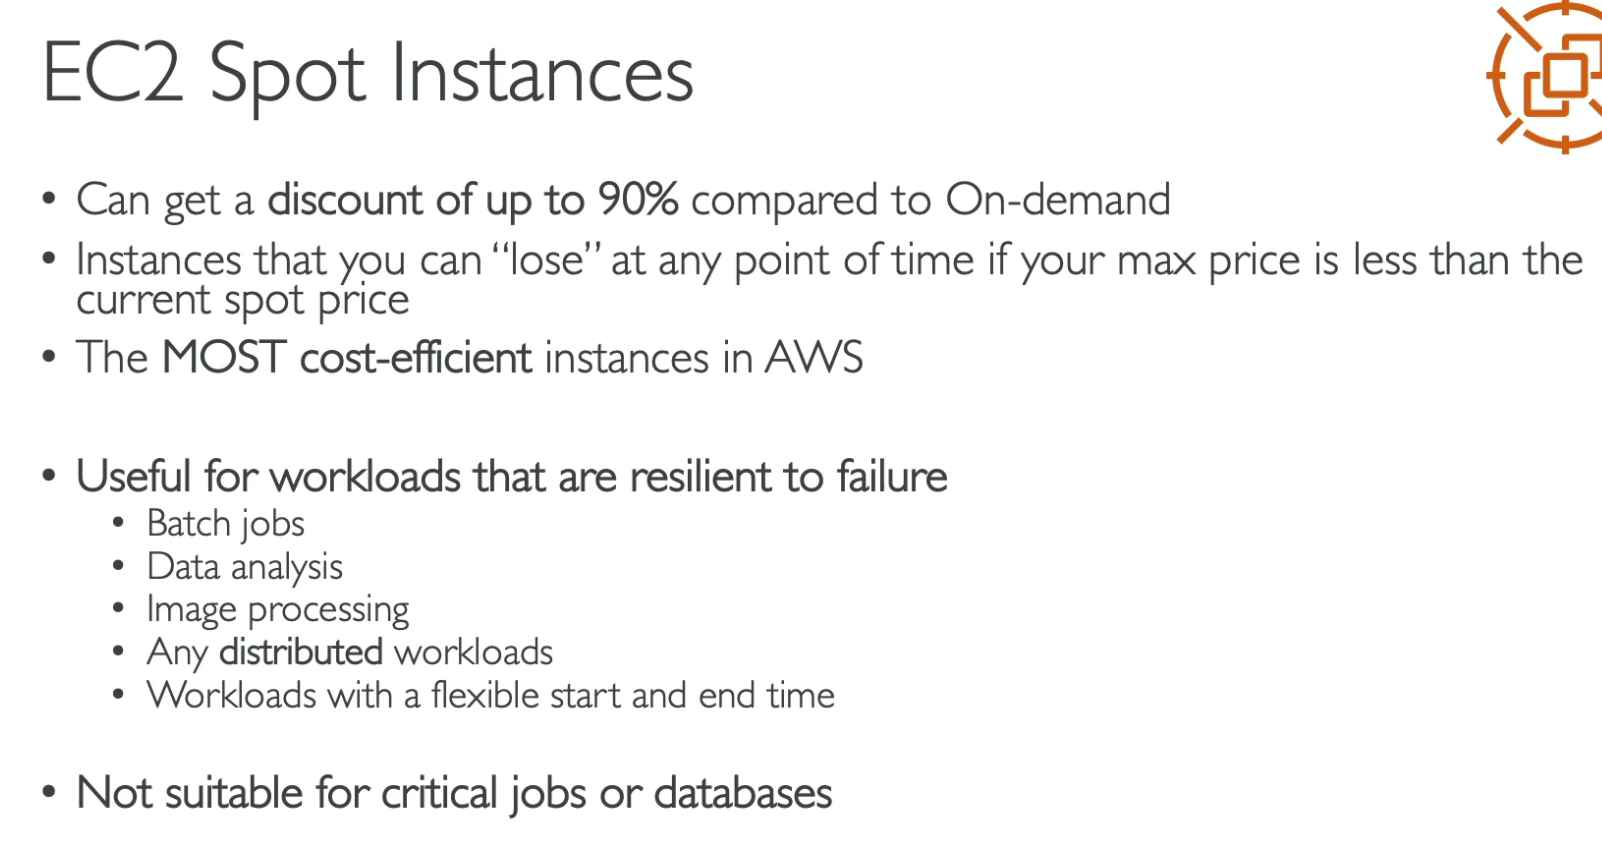 EC2 Spot Instances
• Can get a discount of up to 90% compared to On-demand
• Instances that you can “lose” at any point of time if your max price is less than the
current spot price
• The MOST cost-efficient instances in AWS
• Useful for workloads that are resilient to failure
• Batch jobs
• Data analysis
• Image processing
• Any distributed workloads
• Workloads with a flexible start and end time
• Not suitable for critical jobs or databases